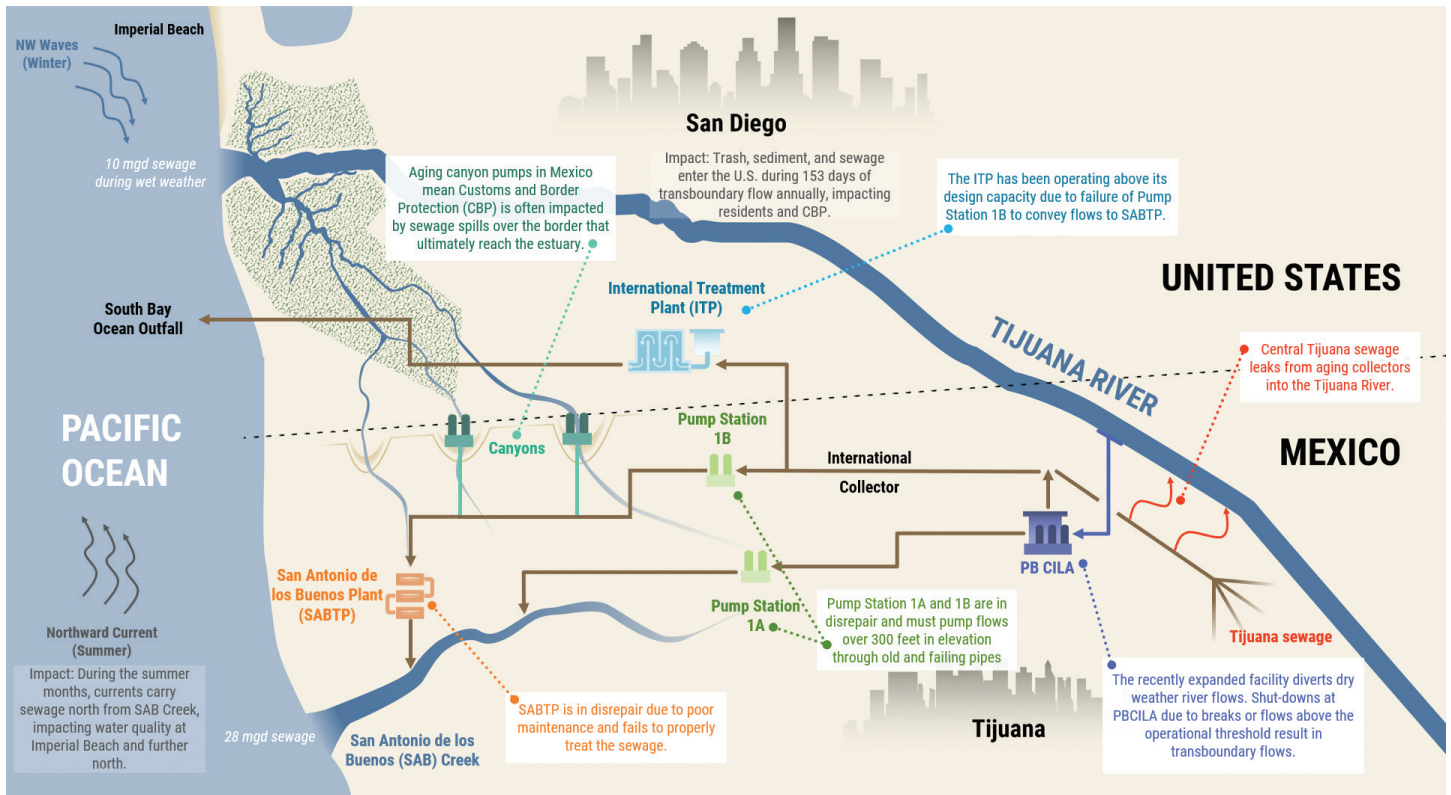 Imperial Beach
NW Waves
(Winter)
10 mgd sewage
during wet weather
San Diego
Impact: Trash, sediment, and sewage
enter the U.S. during 153 days of
transboundary flow annually, impacting
residents and CBP.
Aging canyon pumps in Mexico
mean Customs and Border
Protection (CBP) is often impacted
by sewage spills over the border that
ultimately reach the estuary.
The ITP has been operating above its
design capacity due to failure of Pump
Station 1B to convey flows to SABTP.
UNITED STATES
International Treatment
Plant (ITP)
South Bay
Ocean Outfall
TIJUANA RIVER
Central Tijuana sewage
leaks from aging collectors
into the Tijuana River.
PACIFIC
OCEAN
Canyons
Pump Station
1B
MEXICO
International
Collector
PB CILA
San Antonio de
los Buenos Plant
(SABTP)
Pump Station
1A
Pump Station 1A and 1B are in
disrepair and must pump flows
over 300 feet in elevation
through old and failing pipes
Tijuana sewage
Northward Current
(Summer)
Impact: During the summer
months, currents carry
sewage north from SAB Creek,
impacting water quality at
Imperial Beach and further
north.
The recently expanded facility diverts dry
weather river flows. Shut-downs at
PBCILA due to breaks or flows above the
operational threshold result in
transboundary flows.
SABTP is in disrepair due to poor
maintenance and fails to properly
treat the sewage.
Tijuana
28 mgd sewage
San Antonio de los
Buenos (SAB) Creek